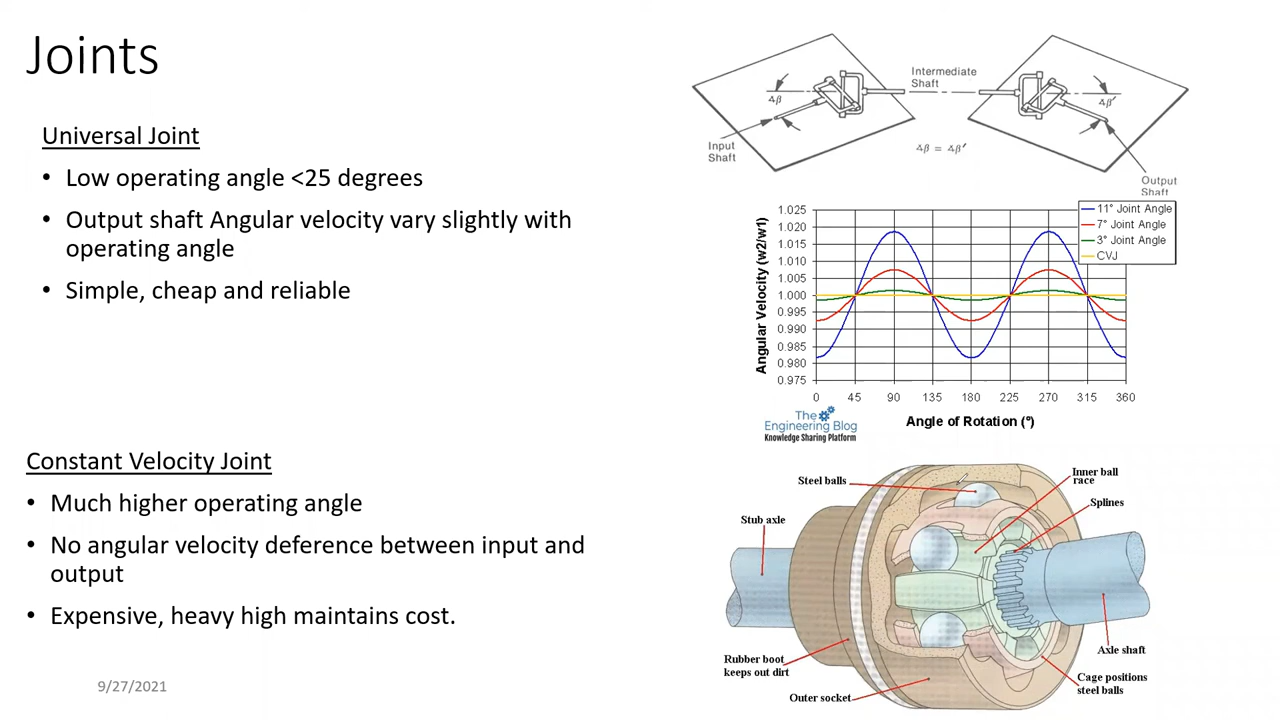 Joints
Universal Joint
• Low operating angle <25 degrees
• Output shaft Angular velocity vary slightly with
operating angle
• Simple, cheap and reliable
Constant Velocity Joint
• Much higher operating angle
• No angular velocity deference between input and
output
• Expensive, heavy high maintains cost.
9/27/2021
Intermediate
Shaft
∡β
∡β'
Input
Shaft
∡β = ∡β'
Output
Shaft
Angular Velocity (w2/w1)
1.025
1.020
1.015
1.010
1.005
1.000
0.995
0.990
0.985
0.980
0.975
11° Joint Angle
7° Joint Angle
3° Joint Angle
CVJ
0 45 90 135 180 225 270 315 360
Angle of Rotation (º)
The
Engineering Blog
Knowledge Sharing Platform
Steel balls
Inner ball
race
Splines
Stub axle
Axle shaft
Rubber boot
keeps out dirt
Cage positions
steel balls
Outer socket